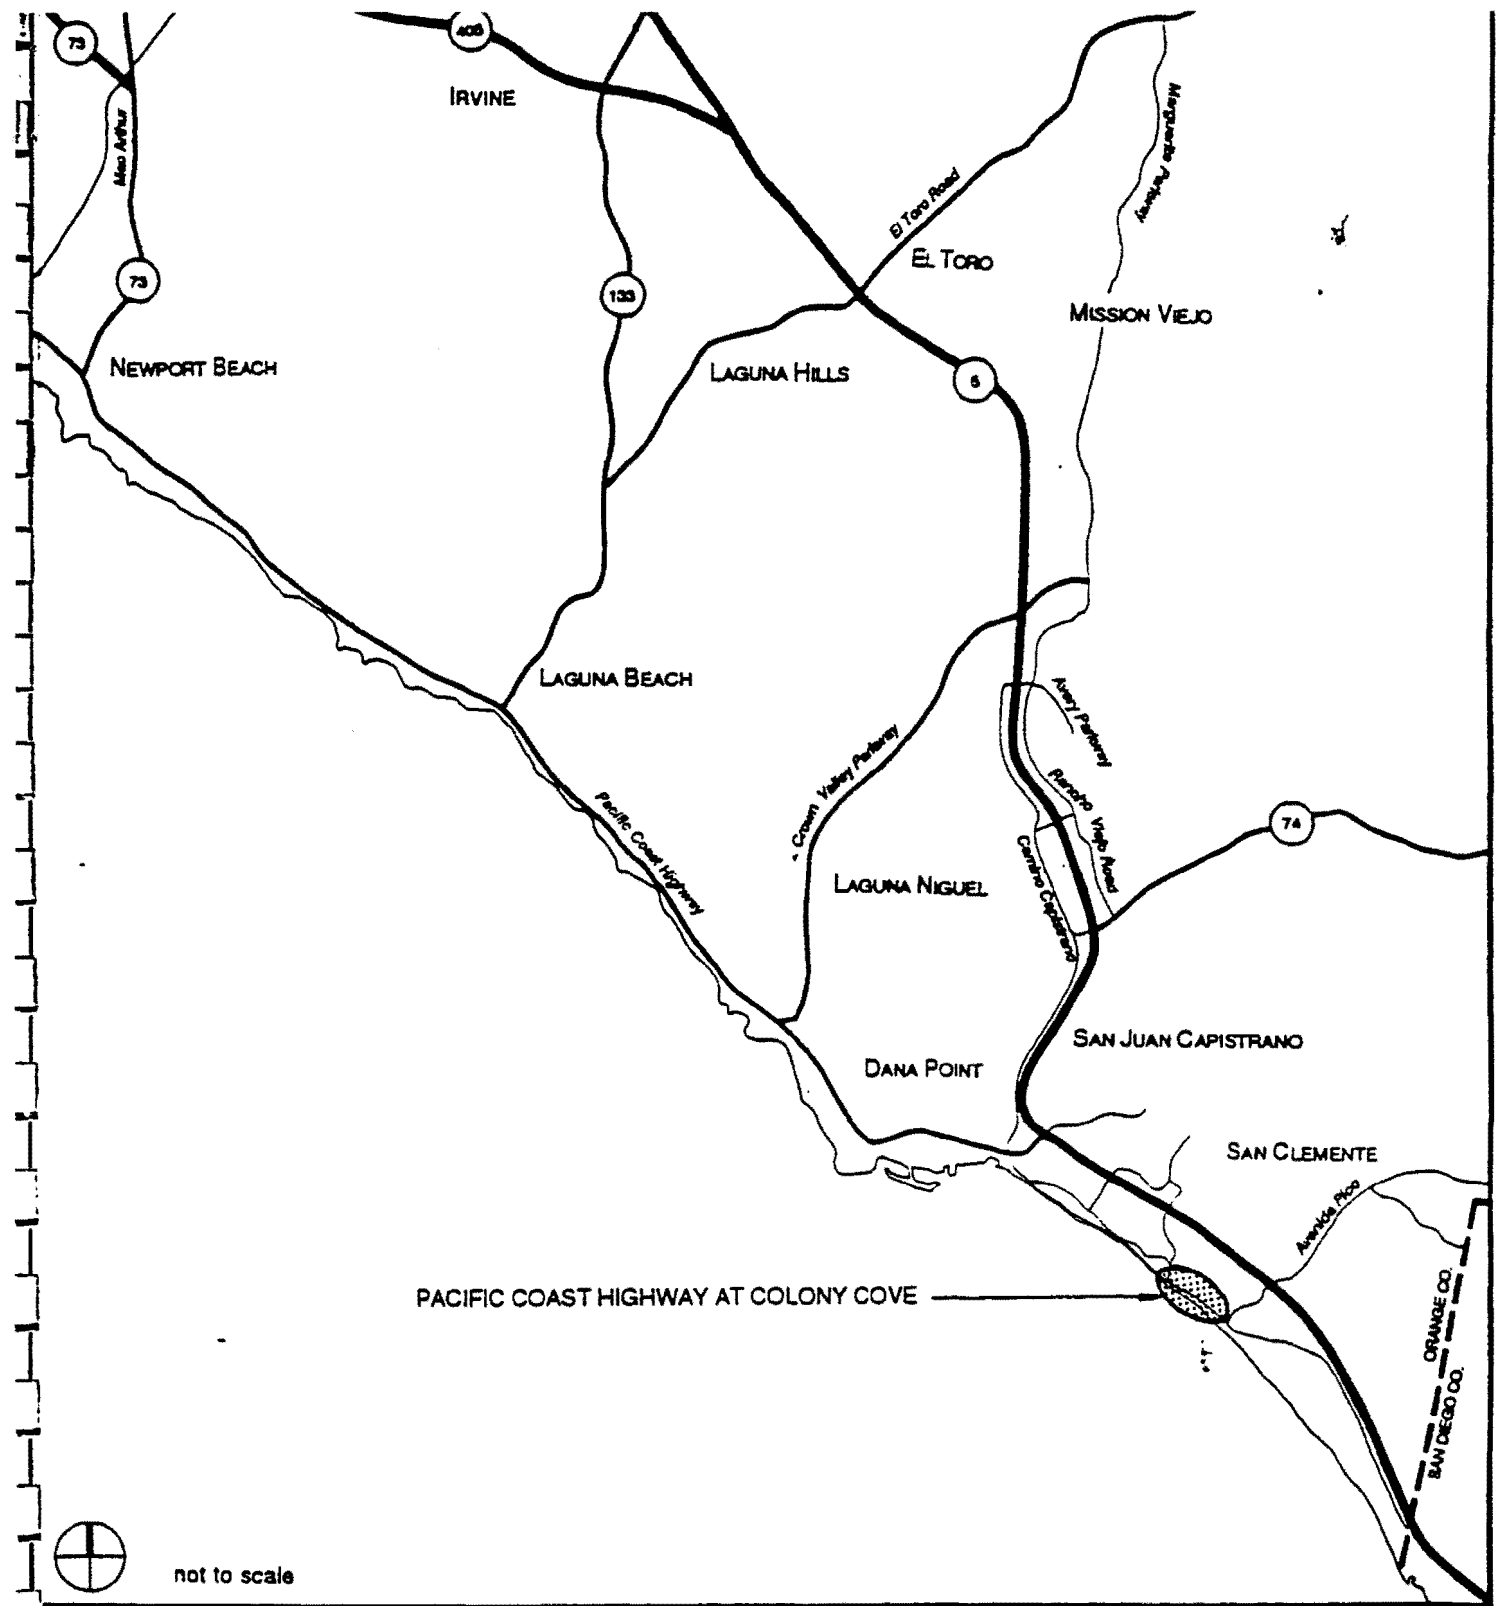 73
405
IRVINE
Mac Arthur
Marguerite Parkway
El Toro Road
EL TORO
73
133
MISSION VIEJO
NEWPORT BEACH
LAGUNA HILLS
5
LAGUNA BEACH
Avery Parkway
Crown Valley Parkway
Rancho Viejo Road
Pacific Coast Highway
74
Camino Capistrano
LAGUNA NIGUEL
SAN JUAN CAPISTRANO
DANA POINT
SAN CLEMENTE
Avenida Pico
PACIFIC COAST HIGHWAY AT COLONY COVE
ORANGE CO.
SAN DIEGO CO.
not to scale